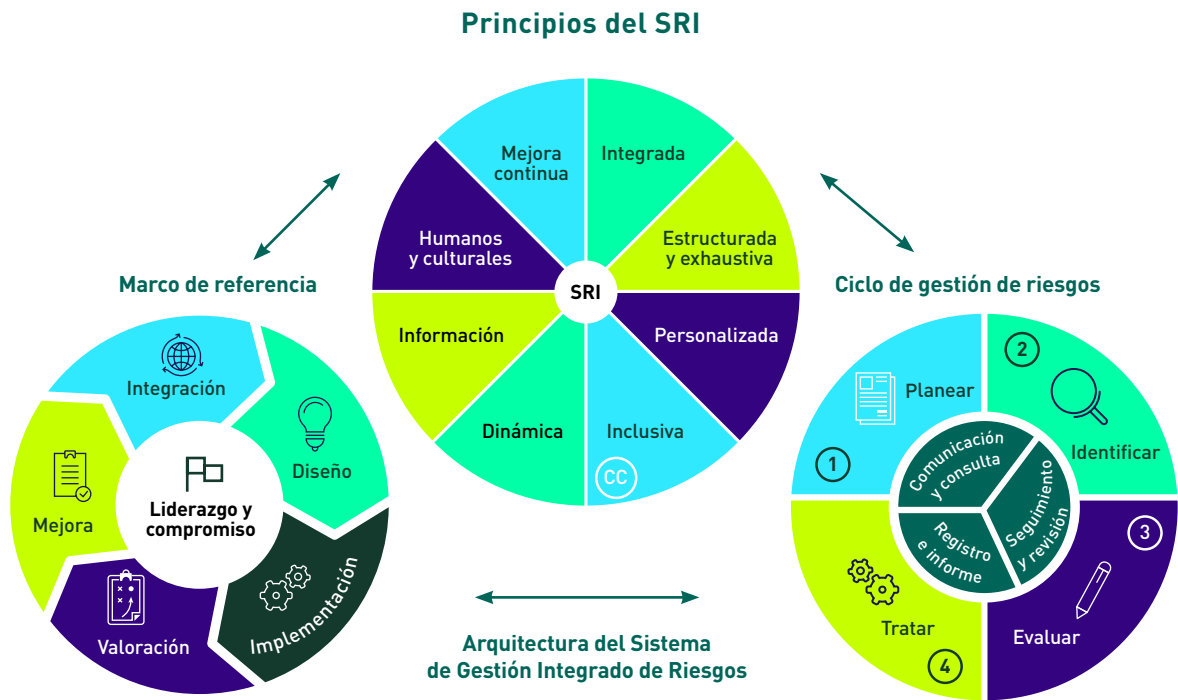 Principios del SRI
Mejora
continua
Integrada
Humanos
y culturales
Estructurada
y exhaustiva
SRI
Información
Personalizada
Dinámica
Inclusiva
CC
Marco de referencia
Integración
Diseño
Mejora
Liderazgo y
compromiso
Valoración
Implementación
Ciclo de gestión de riesgos
2
Planear
1
Identificar
Comunicación
y consulta
Seguimiento
y revisión
Registro
e informe
3
Tratar
4
Evaluar
Arquitectura del Sistema
de Gestión Integrado de Riesgos